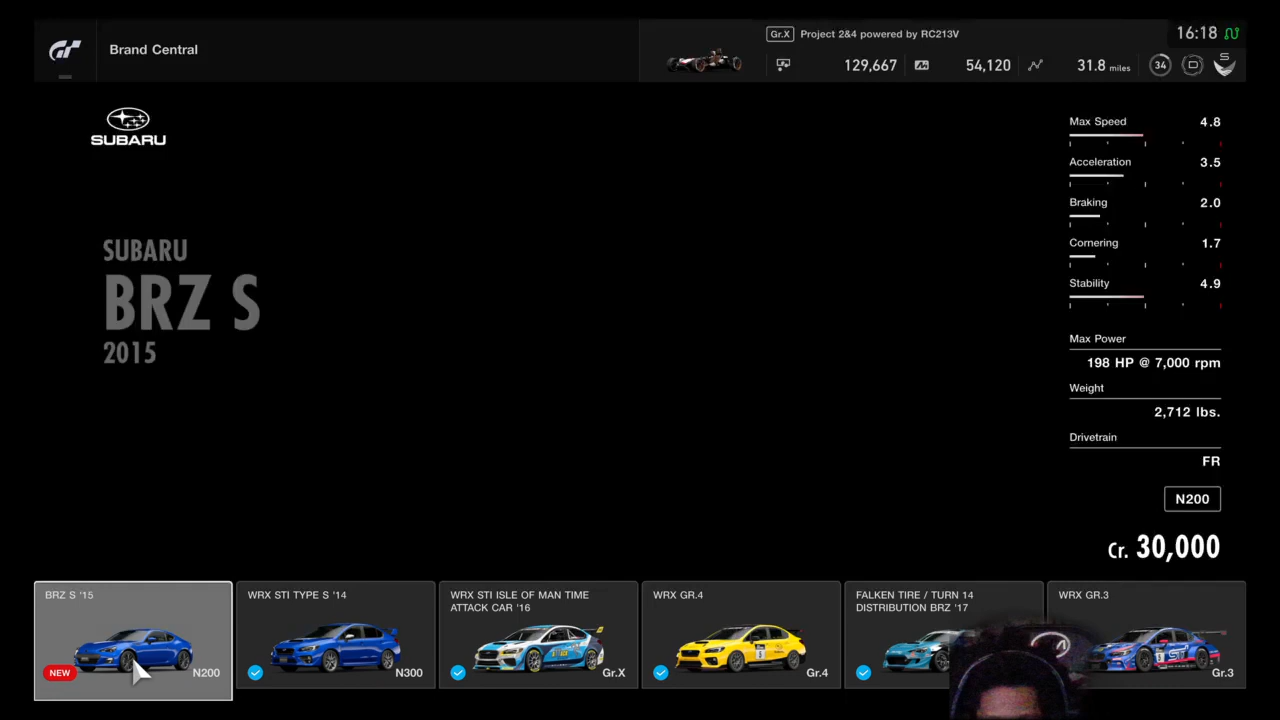 Brand Central
Gr.X Project 2&4 powered by RC213V
16:18
129,667
54,120
31.8 miles
34
S
SUBARU
SUBARU
BRZ S
2015
Max Speed 4.8
Acceleration 3.5
Braking 2.0
Cornering 1.7
Stability 4.9
Max Power
198 HP @ 7,000 rpm
Weight
2,712 lbs.
Drivetrain
FR
N200
Cr. 30,000
BRZ S '15
NEW
N200
WRX STI TYPE S '14
N300
WRX STI ISLE OF MAN TIME
ATTACK CAR '16
Gr.X
WRX GR.4
Gr.4
FALKEN TIRE / TURN 14
DISTRIBUTION BRZ '17
WRX GR.3
Gr.3